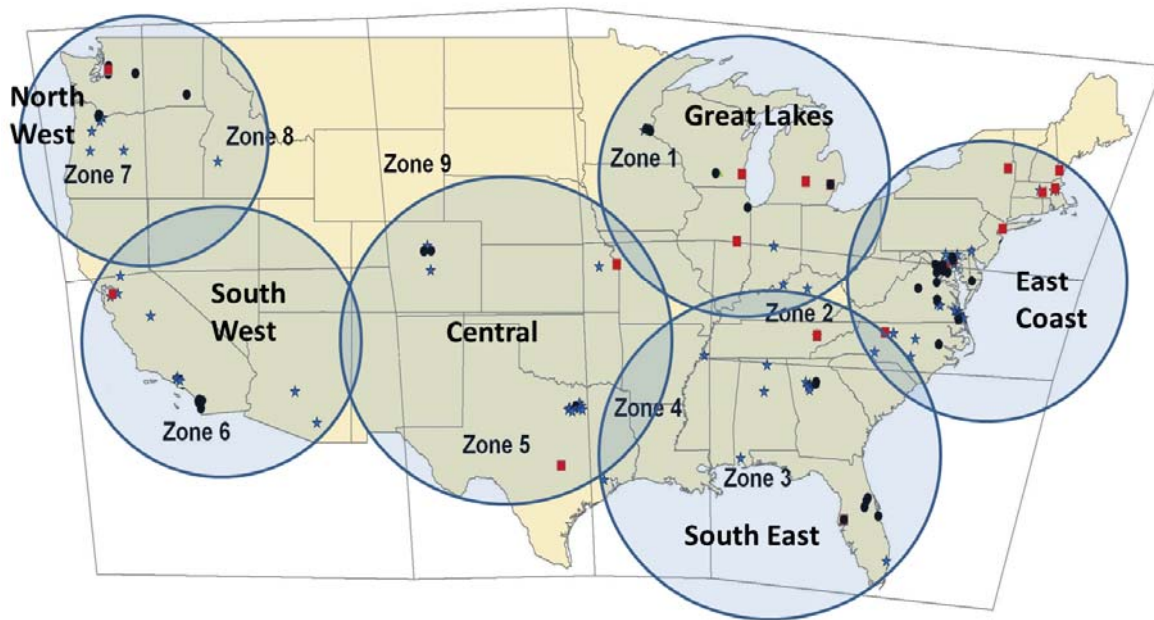 North
West
Zone 8
Zone 7
Zone 9
Great Lakes
Zone 1
South
West
Central
Zone 2
East
Coast
Zone 6
Zone 5
Zone 4
Zone 3
South East